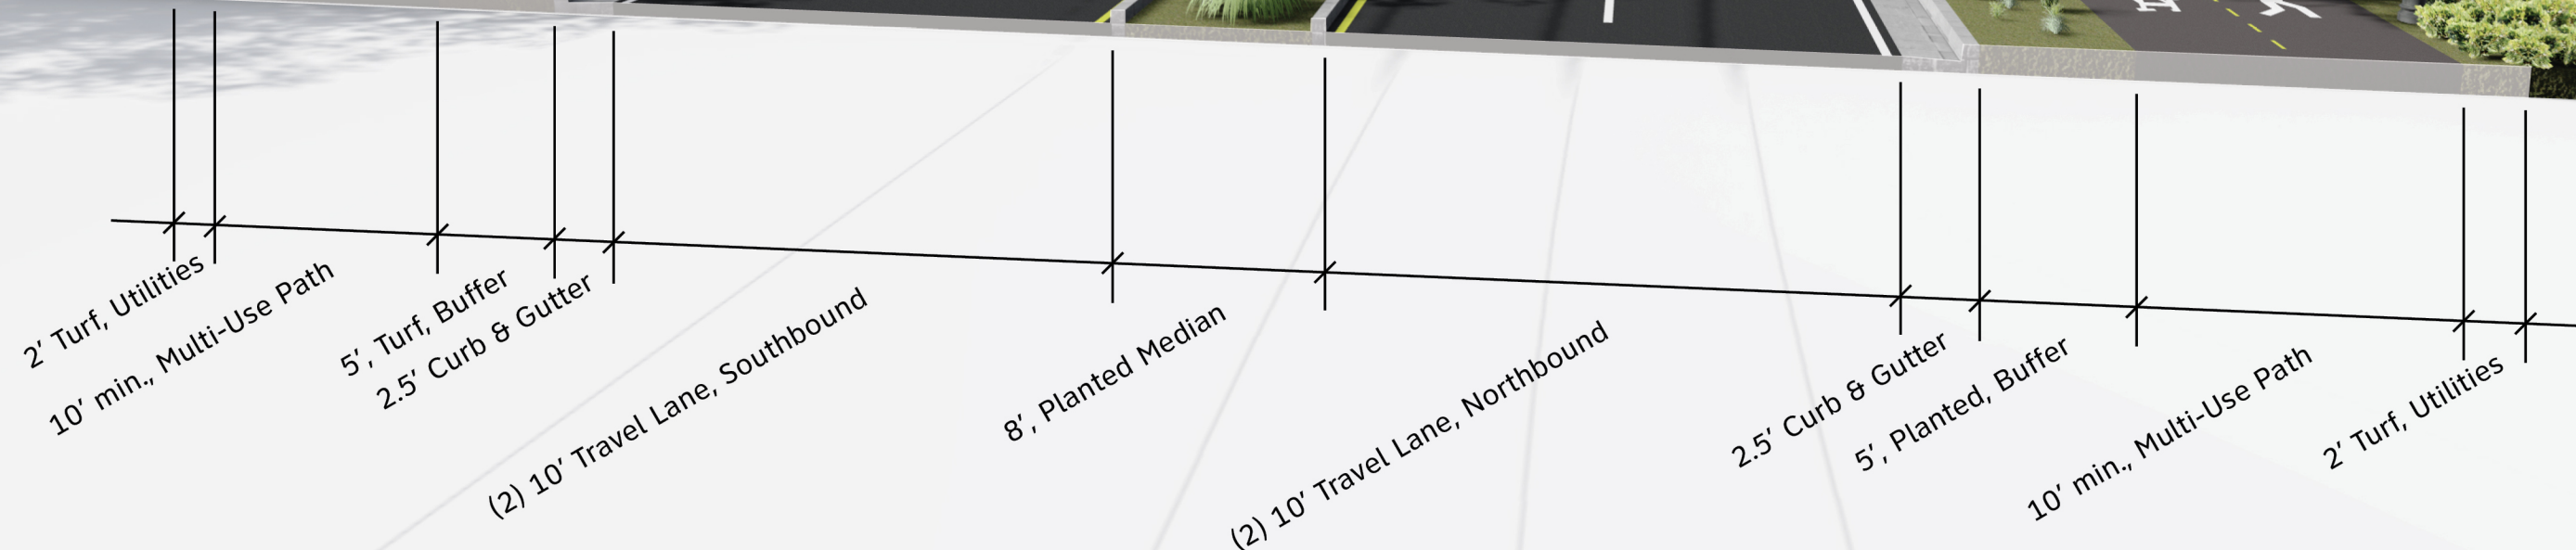 2' Turf, Utilities
10' min., Multi-Use Path
5', Turf, Buffer
2.5' Curb & Gutter
(2) 10' Travel Lane, Southbound
8', Planted Median
(2) 10' Travel Lane, Northbound
2.5' Curb & Gutter
5', Planted, Buffer
10' min., Multi-Use Path
2' Turf, Utilities